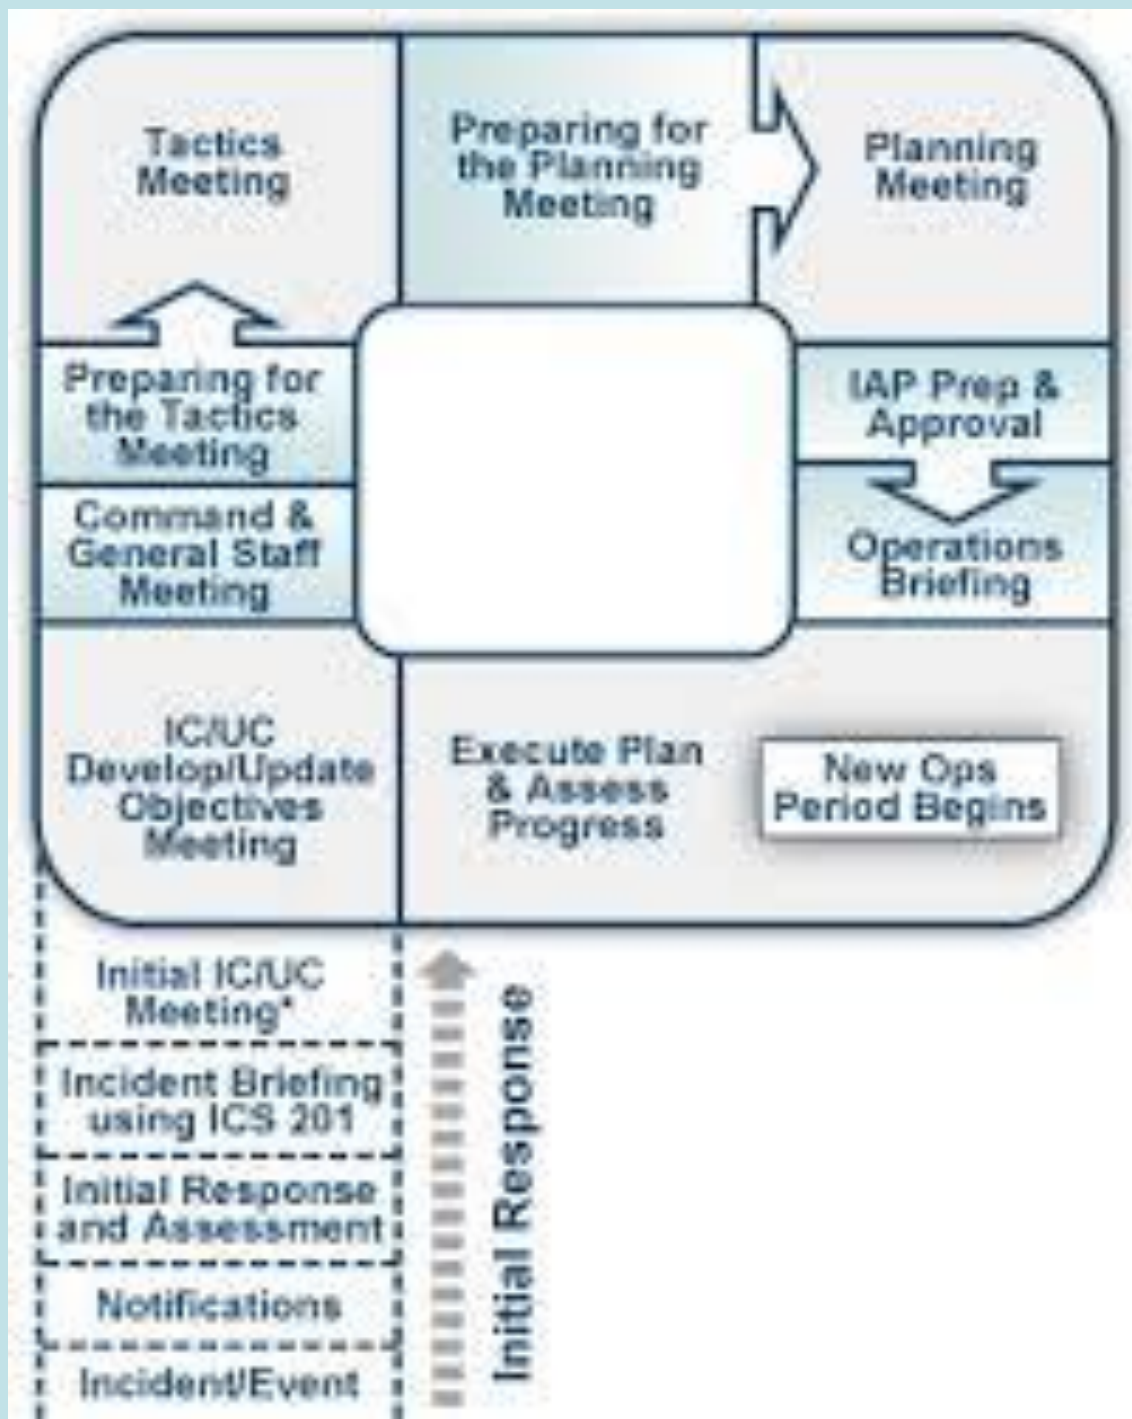 Tactics
Meeting
Preparing for
the Planning
Meeting
Planning
Meeting
Preparing for
the Tactics
Meeting
IAP Prep &
Approval
Command &
General Staff
Meeting
Operations
Briefing
IC/UC
Develop/Update
Objectives
Meeting
Execute Plan
& Assess
Progress
New Ops
Period Begins
Initial IC/UC
Meeting*
Incident Briefing
using ICS 201
Initial Response
and Assessment
Notifications
Incident/Event
Initial Response